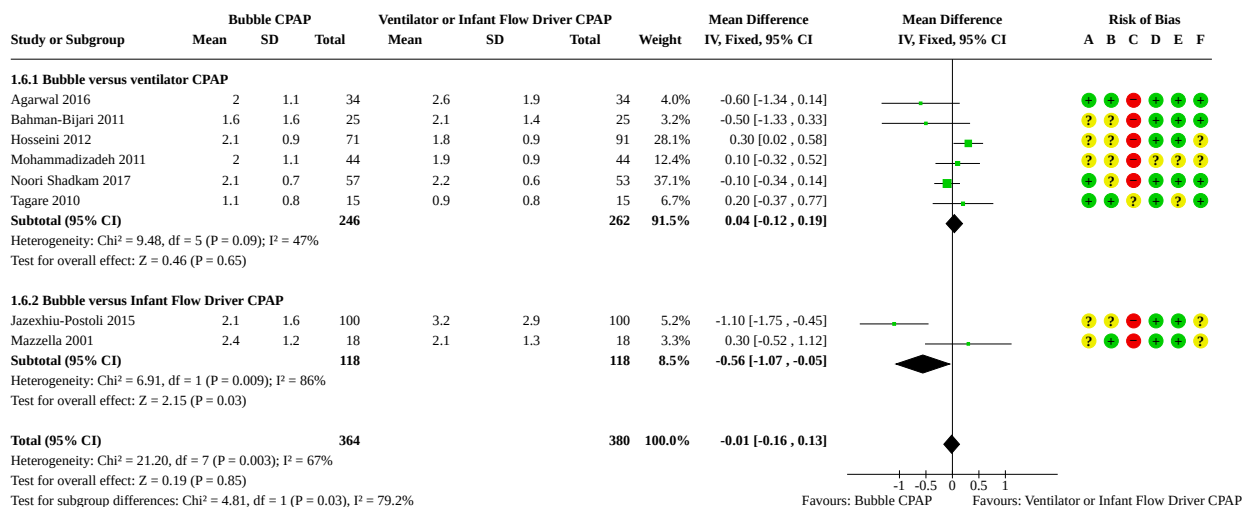 Bubble CPAP Ventilator or Infant Flow Driver CPAP Mean Difference Mean Difference Risk of Bias
Study or Subgroup Mean SD Total Mean SD Total Weight IV, Fixed, 95% CI IV, Fixed, 95% CI A B C D E F
1.6.1 Bubble versus ventilator CPAP
Agarwal 2016 2 1.1 34 2.6 1.9 34 4.0% -0.60 [-1.34 , 0.14] + + − + + +
Bahman-Bijari 2011 1.6 1.6 25 2.1 1.4 25 3.2% -0.50 [-1.33 , 0.33] ? ? − + + +
Hosseini 2012 2.1 0.9 71 1.8 0.9 91 28.1% 0.30 [0.02 , 0.58] ? ? − + + ?
Mohammadizadeh 2011 2 1.1 44 1.9 0.9 44 12.4% 0.10 [-0.32 , 0.52] ? ? − ? ? ?
Noori Shadkam 2017 2.1 0.7 57 2.2 0.6 53 37.1% -0.10 [-0.34 , 0.14] + ? − + + +
Tagare 2010 1.1 0.8 15 0.9 0.8 15 6.7% 0.20 [-0.37 , 0.77] + + ? + ? +
Subtotal (95% CI) 246 262 91.5% 0.04 [-0.12 , 0.19]
Heterogeneity: Chi² = 9.48, df = 5 (P = 0.09); I² = 47%
Test for overall effect: Z = 0.46 (P = 0.65)
1.6.2 Bubble versus Infant Flow Driver CPAP
Jazexhiu-Postoli 2015 2.1 1.6 100 3.2 2.9 100 5.2% -1.10 [-1.75 , -0.45] ? ? − + + ?
Mazzella 2001 2.4 1.2 18 2.1 1.3 18 3.3% 0.30 [-0.52 , 1.12] ? + − + + ?
Subtotal (95% CI) 118 118 8.5% -0.56 [-1.07 , -0.05]
Heterogeneity: Chi² = 6.91, df = 1 (P = 0.009); I² = 86%
Test for overall effect: Z = 2.15 (P = 0.03)
Total (95% CI) 364 380 100.0% -0.01 [-0.16 , 0.13]
Heterogeneity: Chi² = 21.20, df = 7 (P = 0.003); I² = 67%
Test for overall effect: Z = 0.19 (P = 0.85)
-1 -0.5 0 0.5 1
Test for subgroup differences: Chi² = 4.81, df = 1 (P = 0.03), I² = 79.2%
Favours: Bubble CPAP Favours: Ventilator or Infant Flow Driver CPAP